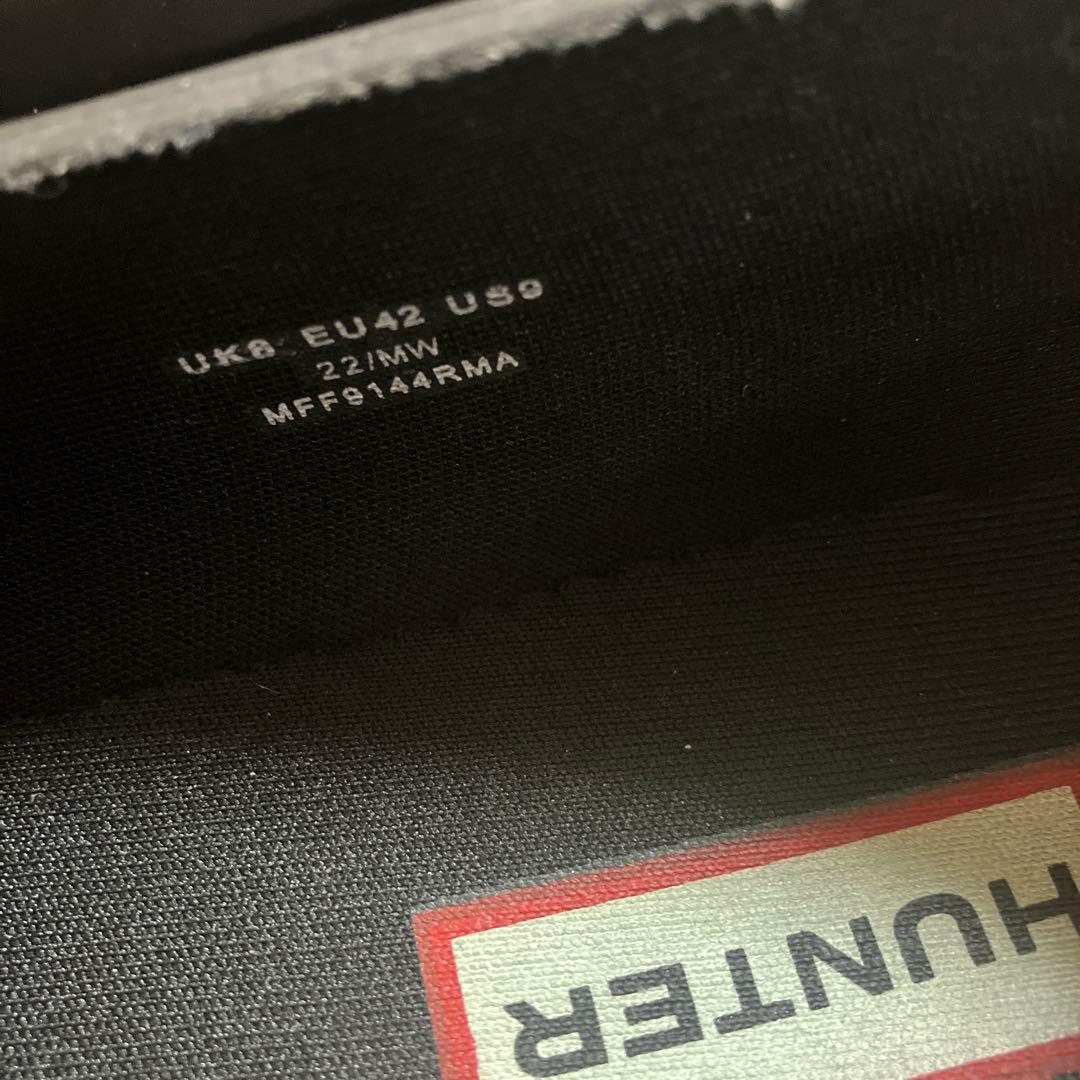 UK8 EU42 US9
22/MW
MFF9144RMA
HUNTER